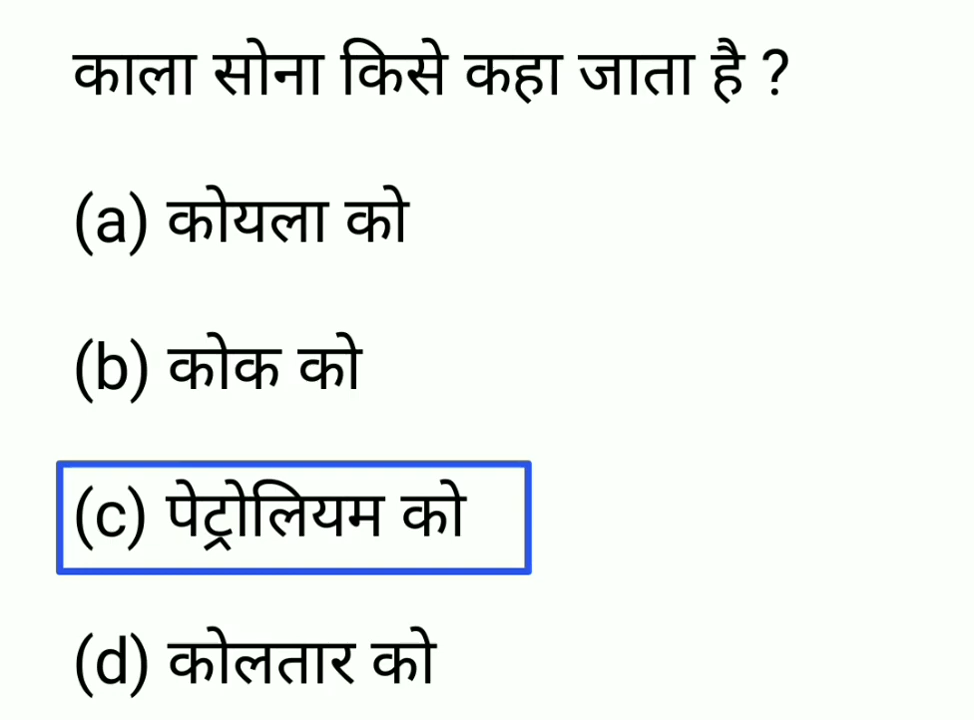 काला सोना किसे कहा जाता है ?
(a) कोयला को
(b) कोक को
(c) पेट्रोलियम को
(d) कोलतार को